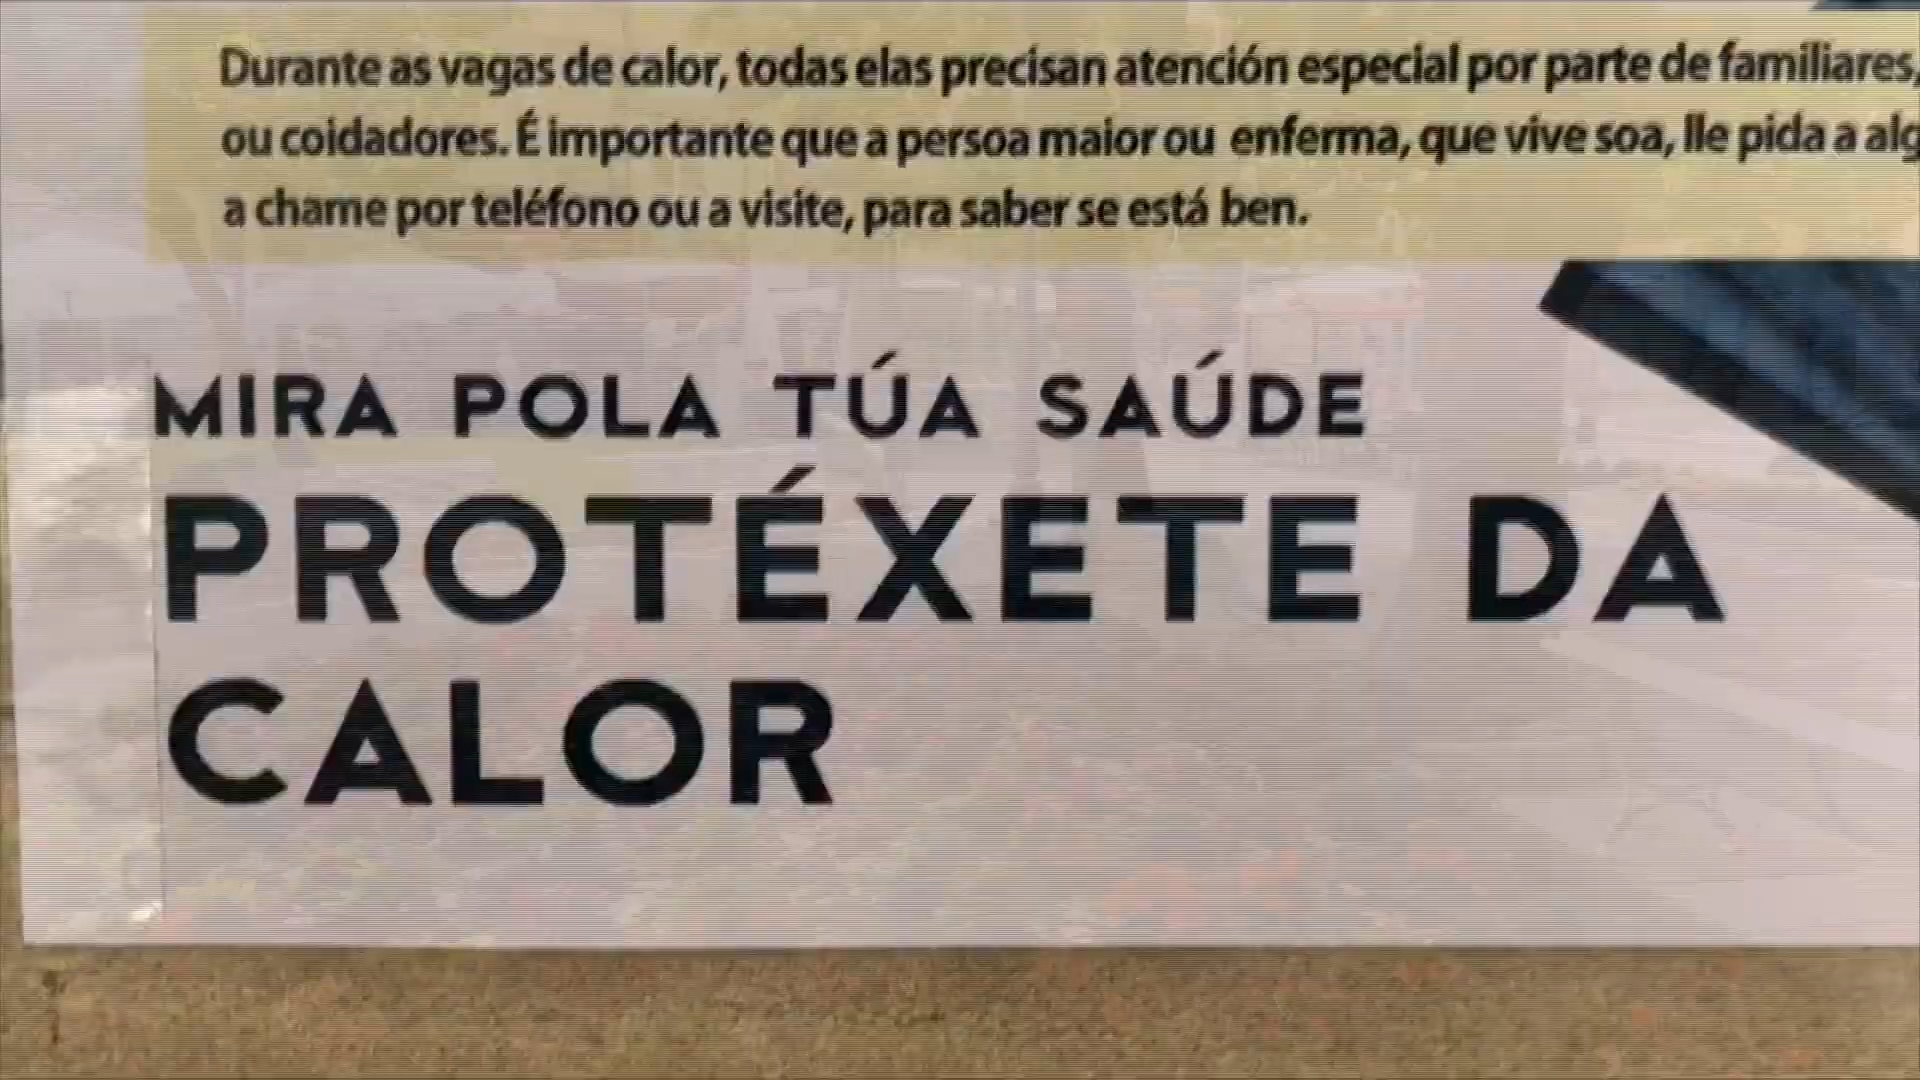 Durante as vagas de calor, todas elas precisan atención especial por parte de familiares,
ou coidadores. É importante que a persoa maior ou enferma, que vive soa, lle pida a
a chame por teléfono ou a visite, para saber se está ben.
MIRA POLA TÚA SAÚDE
PROTÉXETE DA
CALOR